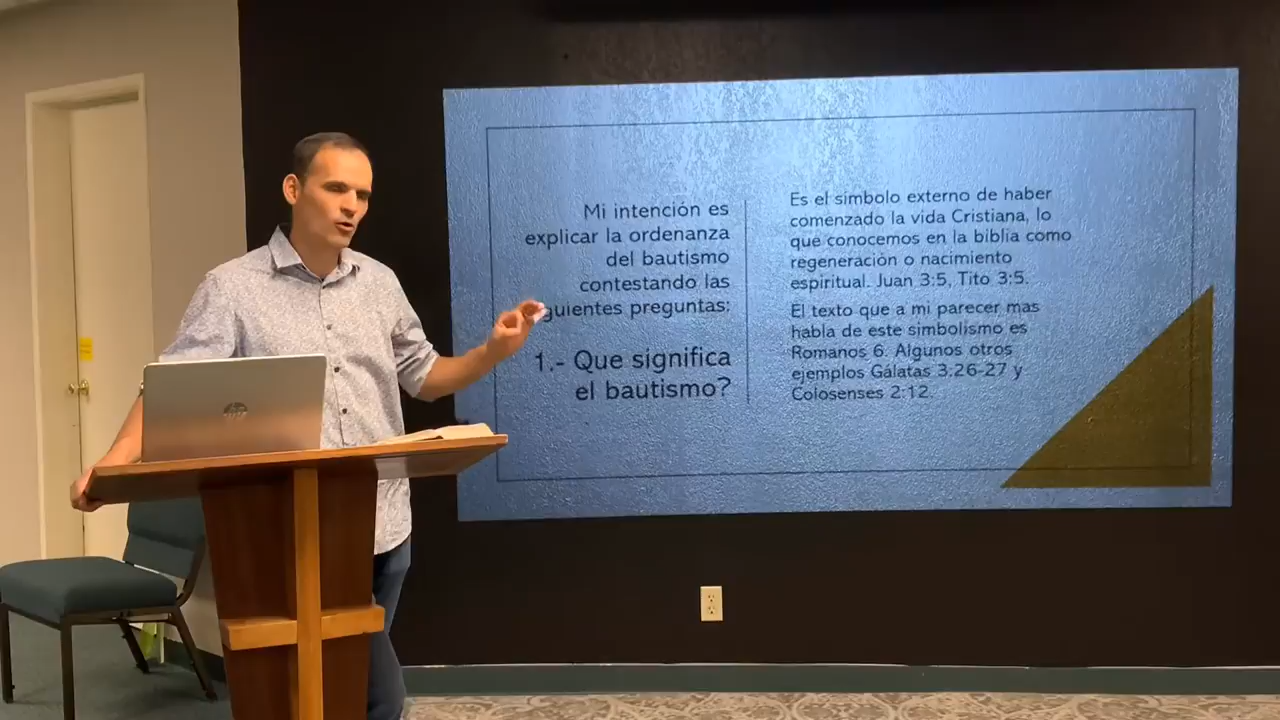 Mi intención es
explicar la ordenanza
del bautismo
contestando las
guientes preguntas:
1.- Que significa
el bautismo?
Es el simbolo externo de haber
comenzado la vida Cristiana, lo
que conocemos en la biblia como
regeneración o nacimiento
espiritual. Juan 3:5, Tito 3:5.
El texto que a mi parecer mas
habla de este simbolismo es
Romanos 6. Algunos otros
ejemplos Gálatas 3:26-27 y
Colosenses 2:12.
hp